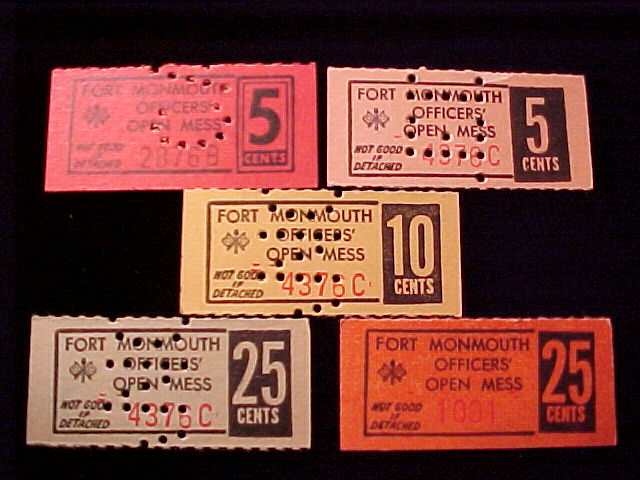 FORT MONMOUTH
OFFICERS'
OPEN MESS
NOT GOOD
IF
DETACHED
2876B
5
CENTS
FORT MONMOUTH
OFFICERS'
OPEN MESS
NOT GOOD
IF
DETACHED
4376C
5
CENTS
FORT MONMOUTH
OFFICERS'
OPEN MESS
NOT GOOD
IF
DETACHED
4376C
10
CENTS
FORT MONMOUTH
OFFICERS'
OPEN MESS
NOT GOOD
IF
DETACHED
4376C
25
CENTS
FORT MONMOUTH
OFFICERS'
OPEN MESS
NOT GOOD
IF
DETACHED
1001
25
CENTS